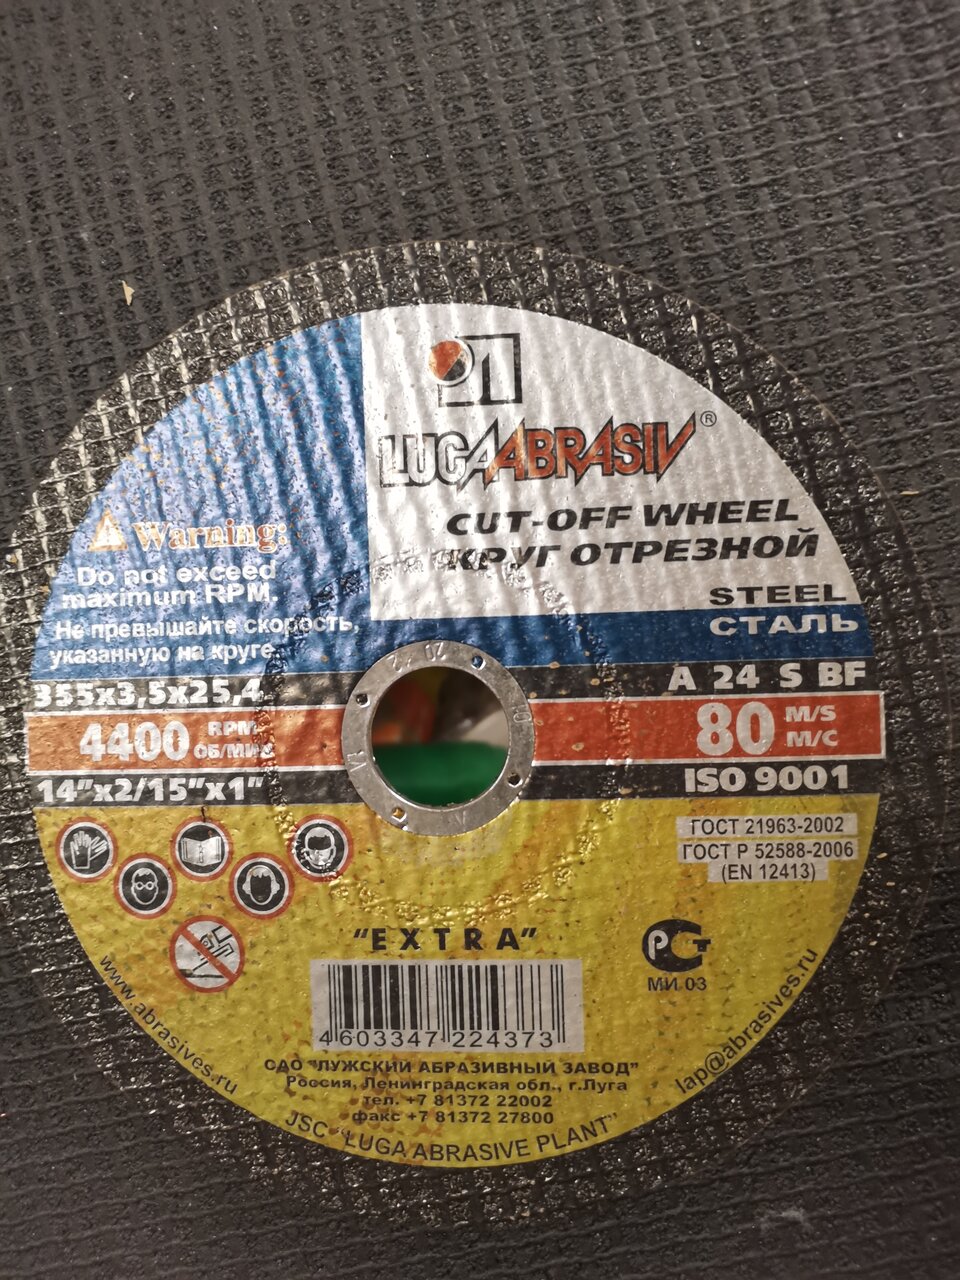 LUGAABRASIV®
CUT-OFF WHEEL
КРУГ ОТРЕЗНОЙ
STEEL
СТАЛЬ
Warning:
Do not exceed
maximum RPM.
Не превышайте скорость,
указанную на круге.
355x3,5x25,4
4400 RPM
ОБ/МИН
14"x2/15"x1"
A 24 S BF
80 M/S
М/С
ISO 9001
ГОСТ 21963-2002
ГОСТ Р 52588-2006
(EN 12413)
"EXTRA"
МИ 03
4 603347 224373
www.abrasives.ru
lap@abrasives.ru
ОАО "ЛУЖСКИЙ АБРАЗИВНЫЙ ЗАВОД"
Россия, Ленинградская обл., г.Луга
тел. +7 81372 22002
факс +7 81372 27800
JSC "LUGA ABRASIVE PLANT"